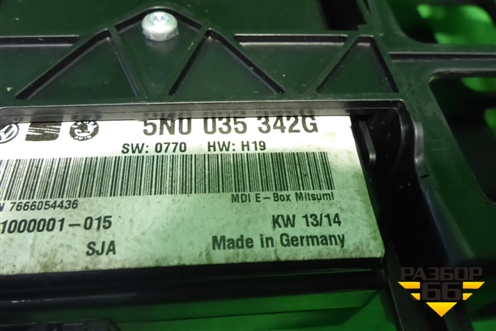 5N0 035 342G
SW: 0770 HW: H19
N 7666054436
MDI E-Box Mitsumi
1000001-015
KW 13/14
SJA
Made in Germany
РАЗБОР
66